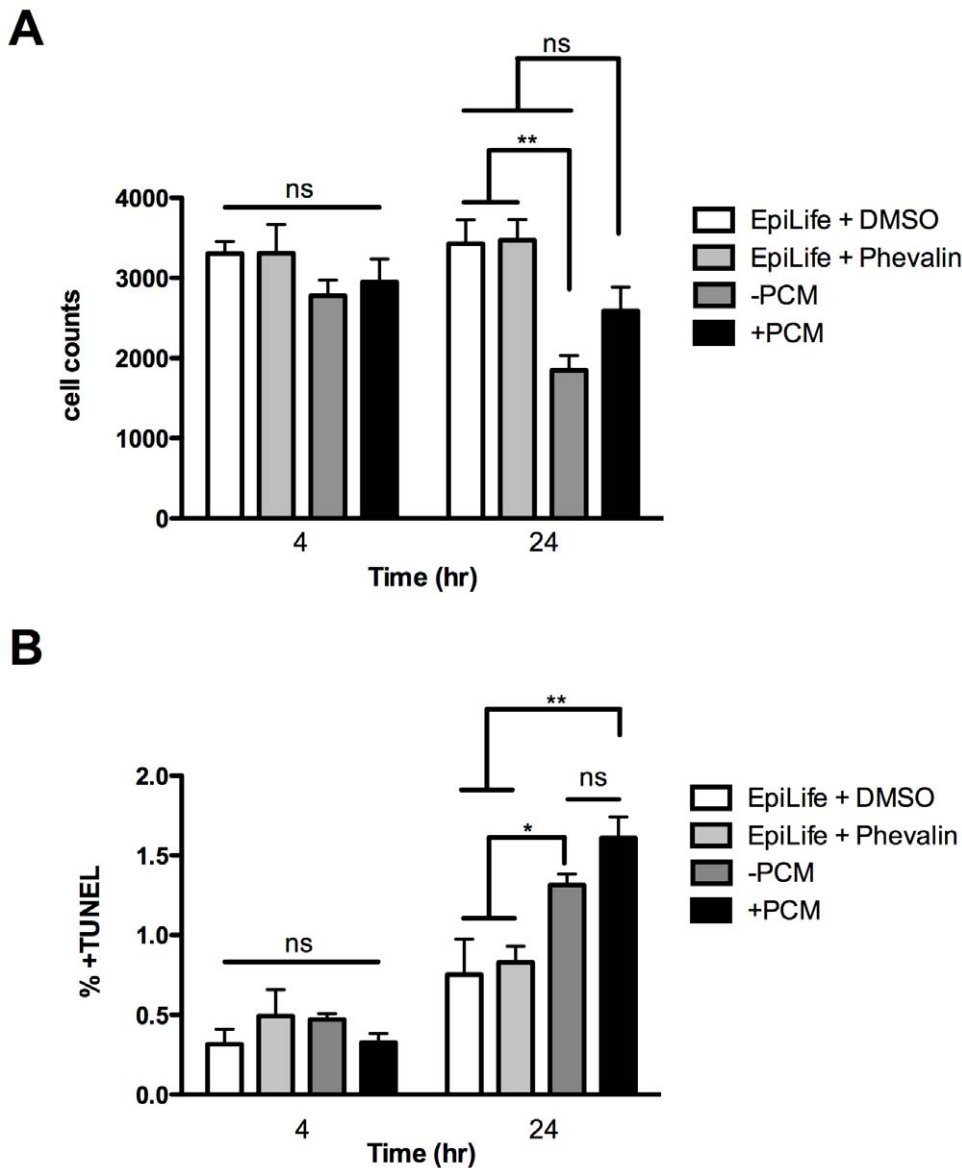 A
ns
**
ns
4000
3000
2000
1000
0
cell counts
4 24
Time (hr)
EpiLife + DMSO
EpiLife + Phevalin
-PCM
+PCM
B
**
ns
*
ns
2.0
1.5
1.0
0.5
0.0
% +TUNEL
4 24
Time (hr)
EpiLife + DMSO
EpiLife + Phevalin
-PCM
+PCM